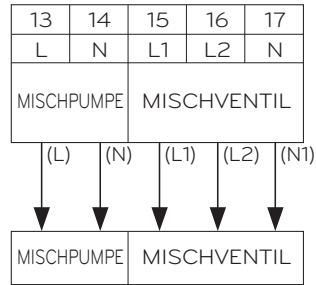 13 14 15 16 17
L N L1 L2 N
MISCHPUMPE MISCHVENTIL
(L) (N) (L1) (L2) (N1)
MISCHPUMPE MISCHVENTIL